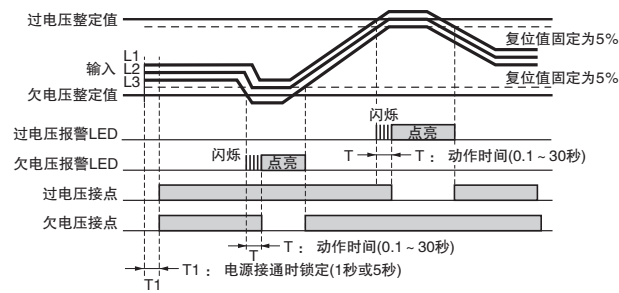 过电压整定值
复位值固定为5%
L1
输入 L2
L3
复位值固定为5%
欠电压整定值
闪烁
过电压报警LED
点亮
闪烁
T
T： 动作时间(0.1~30秒)
欠电压报警LED
点亮
过电压接点
欠电压接点
T
T： 动作时间(0.1~30秒)
T1： 电源接通时锁定(1秒或5秒)
T1